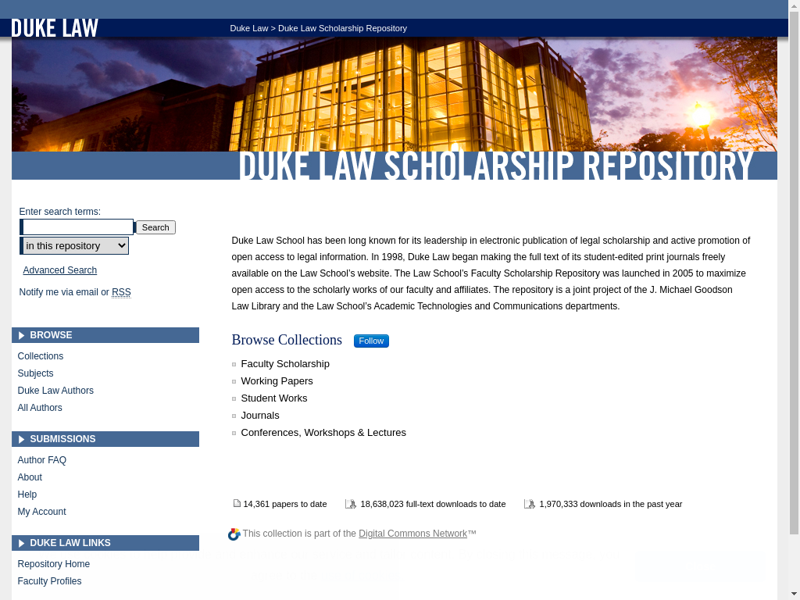 DUKE LAW
Duke Law > Duke Law Scholarship Repository
DUKE LAW SCHOLARSHIP REPOSITORY
Enter search terms:
Search
in this repository
Advanced Search
Notify me via email or RSS
BROWSE
Collections
Subjects
Duke Law Authors
All Authors
SUBMISSIONS
Author FAQ
About
Help
My Account
DUKE LAW LINKS
Repository Home
Faculty Profiles
Duke Law School has been long known for its leadership in electronic publication of legal scholarship and active promotion of
open access to legal information. In 1998, Duke Law began making the full text of its student-edited print journals freely
available on the Law School's website. The Law School's Faculty Scholarship Repository was launched in 2005 to maximize
open access to the scholarly works of our faculty and affiliates. The repository is a joint project of the J. Michael Goodson
Law Library and the Law School's Academic Technologies and Communications departments.
Browse Collections Follow
Faculty Scholarship
Working Papers
Student Works
Journals
Conferences, Workshops & Lectures
14,361 papers to date 18,638,023 full-text downloads to date 1,970,333 downloads in the past year
This collection is part of the Digital Commons Network™